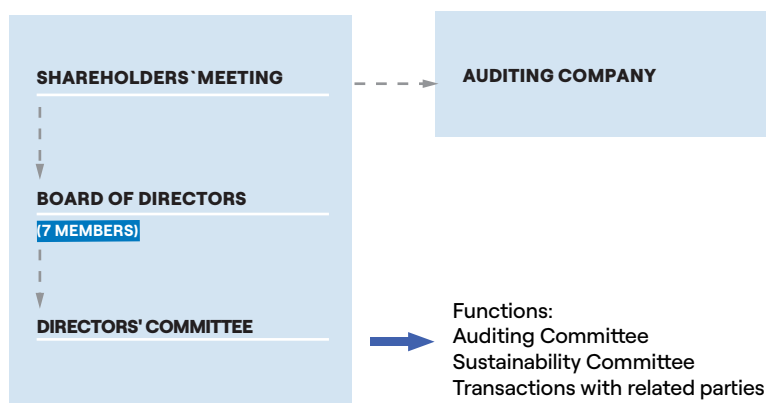 SHAREHOLDERS`MEETING
AUDITING COMPANY
BOARD OF DIRECTORS
(7 MEMBERS)
DIRECTORS' COMMITTEE
Functions:
Auditing Committee
Sustainability Committee
Transactions with related parties